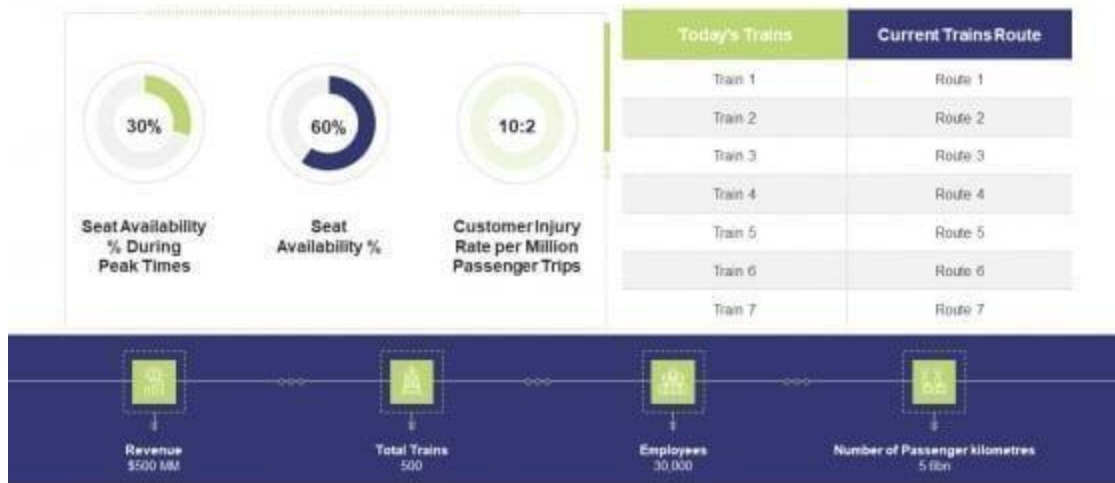 30%
60%
10:2
Seat Availability
% During
Peak Times
Seat
Availability %
Customer Injury
Rate per Million
Passenger Trips
Today's Trains Current Trains Route
Train 1 Route 1
Train 2 Route 2
Train 3 Route 3
Train 4 Route 4
Train 5 Route 5
Train 6 Route 6
Train 7 Route 7
Revenue
$500 MM
Total Trains
500
Employees
30,000
Number of Passenger kilometres
5.6bn